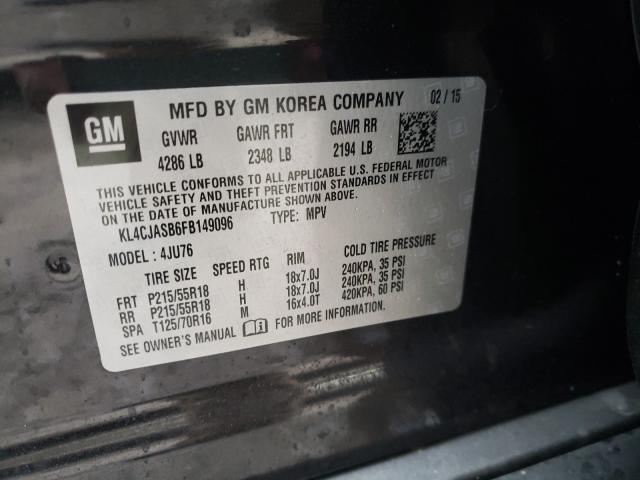 GM
MFD BY GM KOREA COMPANY 02 / 15
GVWR GAWR FRT GAWR RR
4286 LB 2348 LB 2194 LB
THIS VEHICLE CONFORMS TO ALL APPLICABLE U.S. FEDERAL MOTOR
VEHICLE SAFETY AND THEFT PREVENTION STANDARDS IN EFFECT
ON THE DATE OF MANUFACTURE SHOWN ABOVE.
KL4CJASB6FB149096 TYPE: MPV
MODEL : 4JU76
TIRE SIZE SPEED RTG RIM COLD TIRE PRESSURE
FRT P215/55R18 H 18x7.0J 240KPA, 35 PSI
RR P215/55R18 H 18x7.0J 240KPA, 35 PSI
SPA T125/70R16 M 16x4.0T 420KPA, 60 PSI
SEE OWNER'S MANUAL FOR MORE INFORMATION.